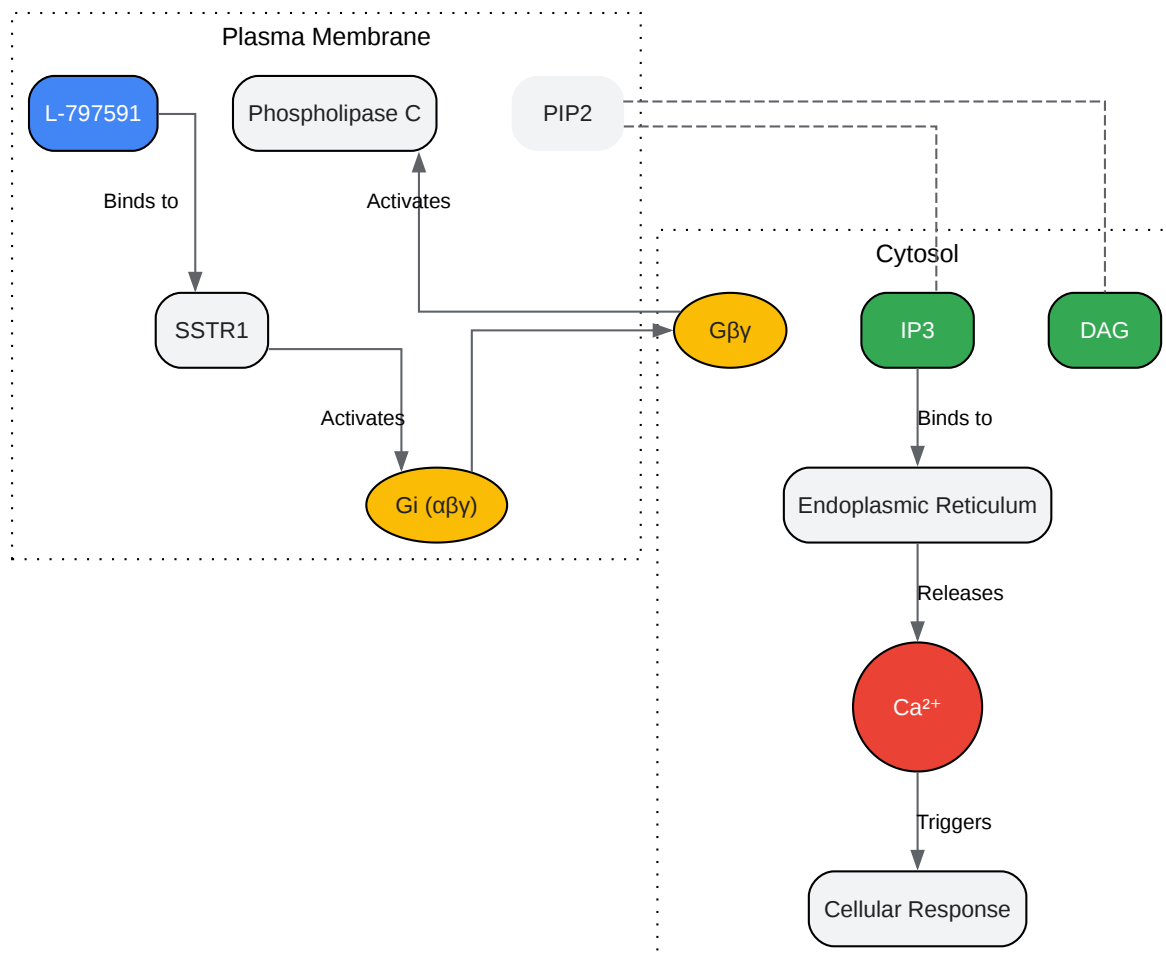 Plasma Membrane
L-797591
Phospholipase C
PIP2
Binds to
Activates
Cytosol
SSTR1
Gβγ
IP3
DAG
Activates
Binds to
Gi (αβγ)
Endoplasmic Reticulum
Releases
Ca²⁺
Triggers
Cellular Response